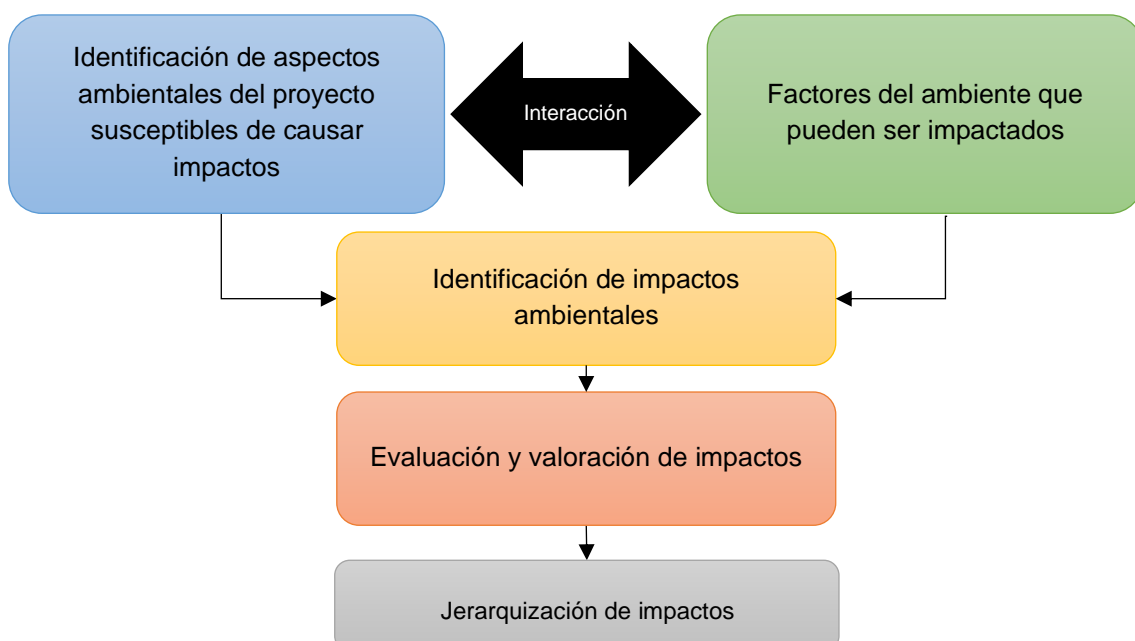 Identificación de aspectos
ambientales del proyecto
susceptibles de causar
impactos
Interacción
Factores del ambiente que
pueden ser impactados
Identificación de impactos
ambientales
Evaluación y valoración de impactos
Jerarquización de impactos